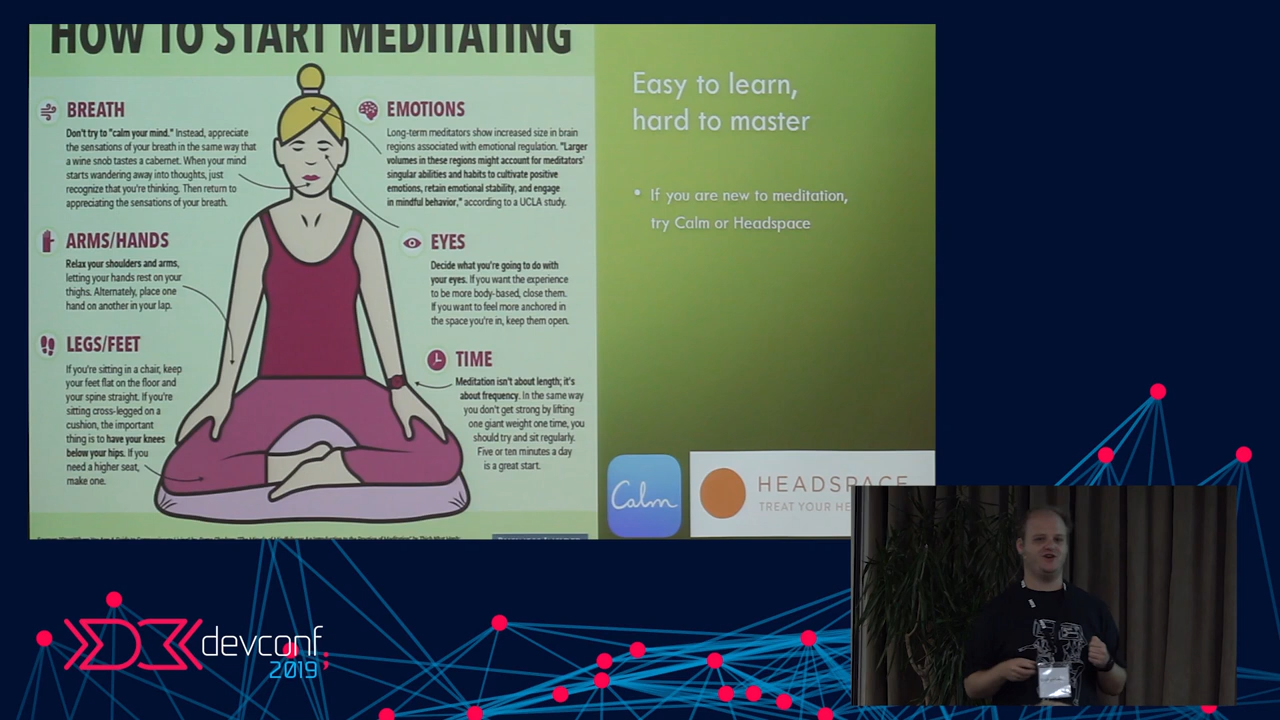 HOW TO START MEDITATING
BREATH
Don't try to "calm your mind." Instead, appreciate
the sensations of your breath in the same way that
a wine snob tastes a cabernet. When your mind
starts wandering away into thoughts, just
recognize that you're thinking. Then return to
appreciating the sensations of your breath.
ARMS/HANDS
Relax your shoulders and arms,
letting your hands rest on your
thighs. Alternately, place one
hand on another in your lap.
LEGS/FEET
If you're sitting in a chair, keep
your feet flat on the floor and
your spine straight. If you're
sitting cross-legged on a
cushion, the important
thing is to have your knees
below your hips. If you
need a higher seat,
make one.
EMOTIONS
Long-term meditators show increased size in brain
regions associated with emotional regulation. "Larger
volumes in these regions might account for meditators'
singular abilities and habits to cultivate positive
emotions, retain emotional stability, and engage
in mindful behavior," according to a UCLA study.
EYES
Decide what you're going to do with
your eyes. If you want the experience
to be more body-based, close them.
If you want to feel more anchored in
the space you're in, keep them open.
TIME
Meditation isn't about length; it's
about frequency. In the same way
you don't get strong by lifting
one giant weight one time, you
should try and sit regularly.
Five or ten minutes a day
is a great start.
Easy to learn,
hard to master
• If you are new to meditation,
try Calm or Headspace
Calm
HEADSPACE
TREAT YOUR HE
devconf;
2019